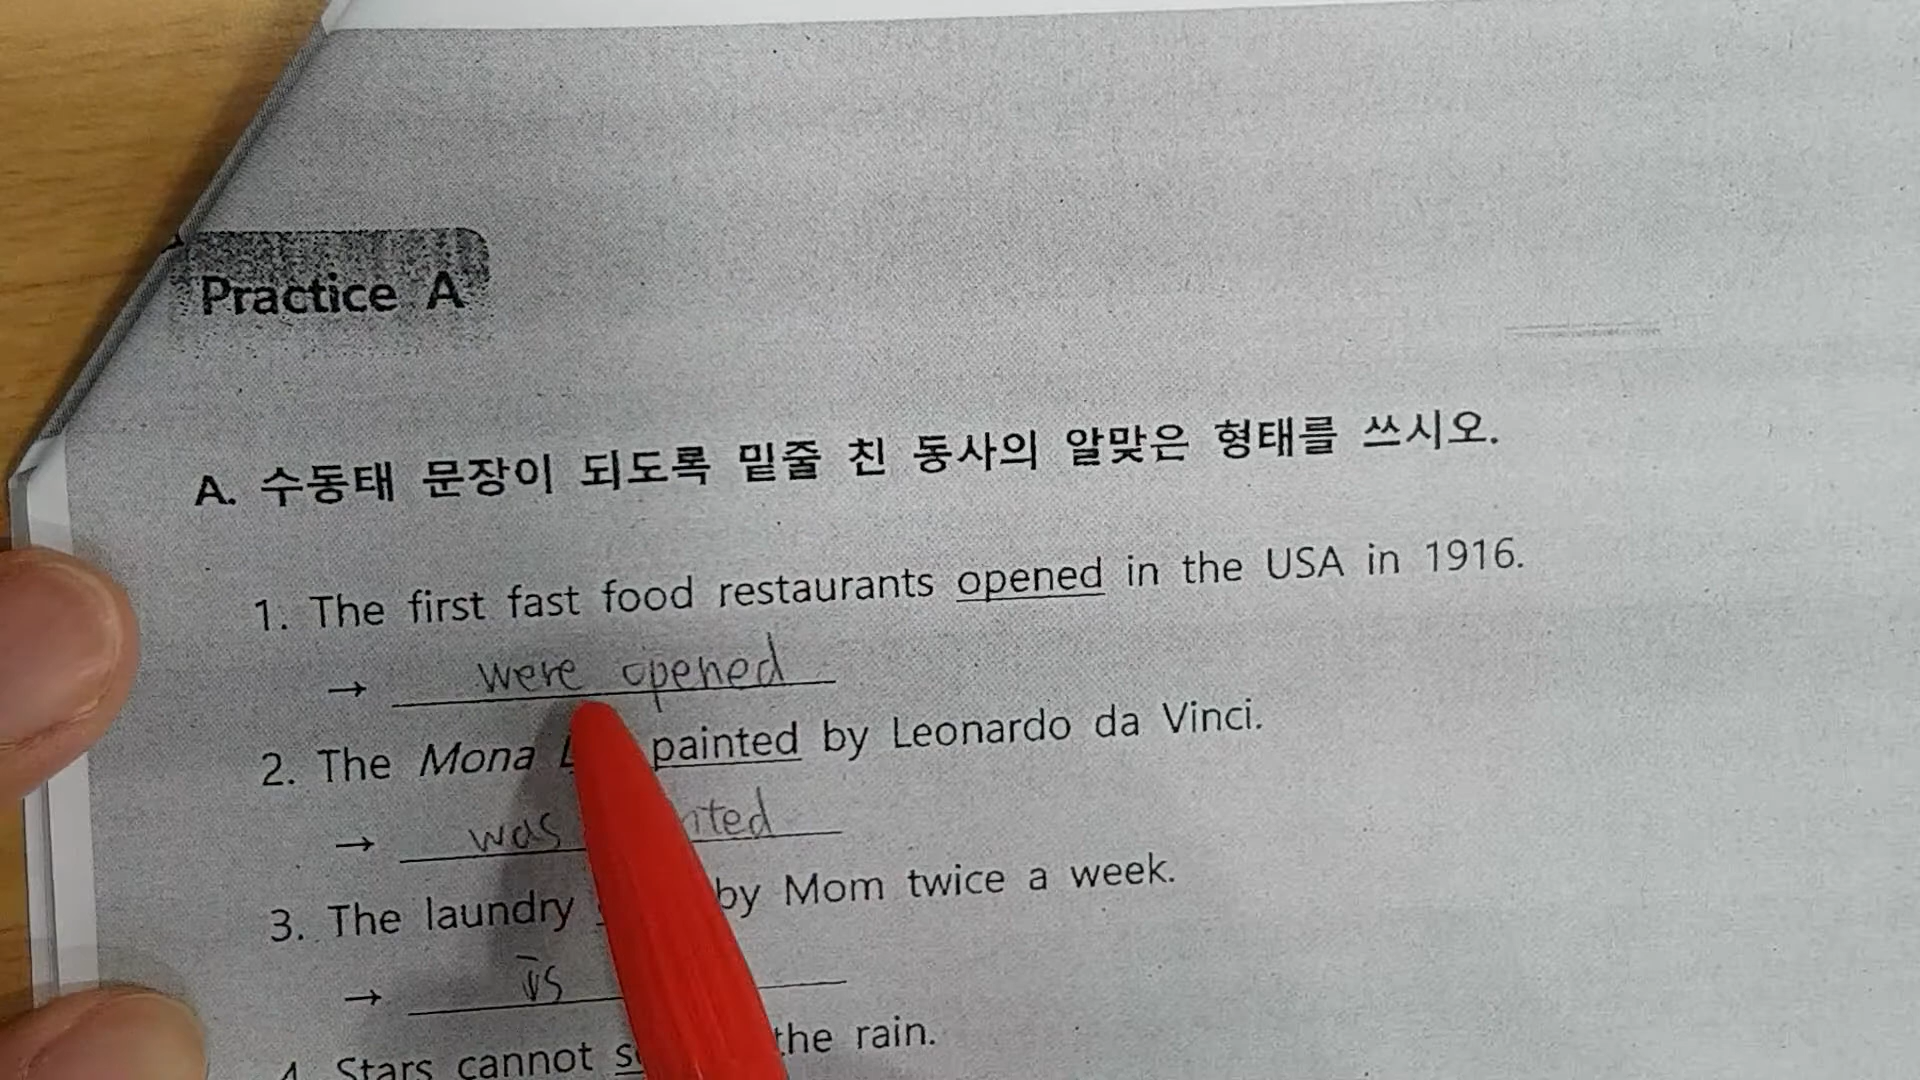 Practice A
A. 수동태 문장이 되도록 밑줄 친 동사의 알맞은 형태를 쓰시오.
1. The first fast food restaurants opened in the USA in 1916.
→ were opened
2. The Mona painted by Leonardo da Vinci.
→ was
3. The laundry by Mom twice a week.
→ is
4. Stars cannot the rain.